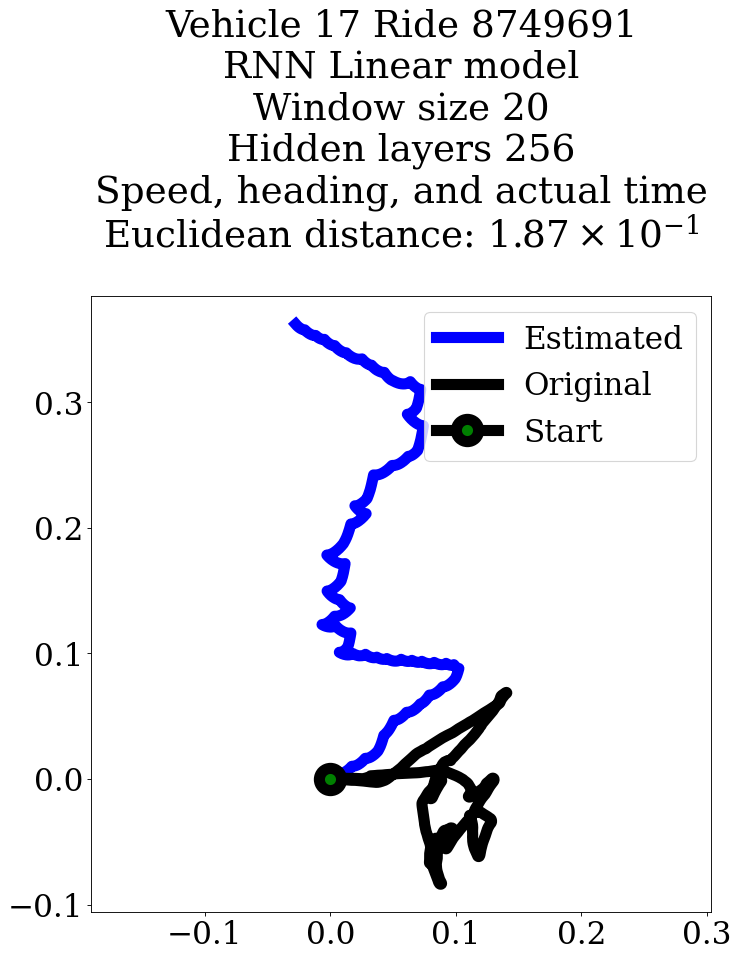 Vehicle 17 Ride 8749691
RNN Linear model
Window size 20
Hidden layers 256
Speed, heading, and actual time
Euclidean distance: 1.87 × 10⁻¹
Estimated
Original
Start
0.3
0.2
0.1
0.0
−0.1
−0.1 0.0 0.1 0.2 0.3